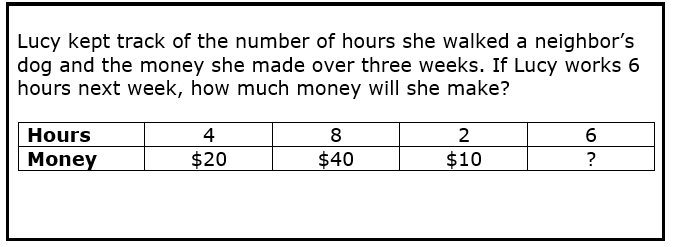 Lucy kept track of the number of hours she walked a neighbor's
dog and the money she made over three weeks. If Lucy works 6
hours next week, how much money will she make?
Hours 4 8 2 6
Money $20 $40 $10 ?